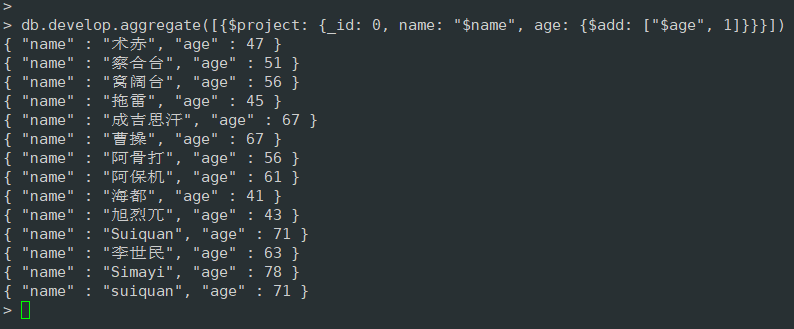 >
> db.develop.aggregate([{$project: {_id: 0, name: "$name", age: {$add: ["$age", 1]}}}])
{ "name" : "术赤", "age" : 47 }
{ "name" : "察合台", "age" : 51 }
{ "name" : "窝阔台", "age" : 56 }
{ "name" : "拖雷", "age" : 45 }
{ "name" : "成吉思汗", "age" : 67 }
{ "name" : "曹操", "age" : 67 }
{ "name" : "阿骨打", "age" : 56 }
{ "name" : "阿保机", "age" : 61 }
{ "name" : "海都", "age" : 41 }
{ "name" : "旭烈兀", "age" : 43 }
{ "name" : "Suiquan", "age" : 71 }
{ "name" : "李世民", "age" : 63 }
{ "name" : "Simayi", "age" : 78 }
{ "name" : "suiquan", "age" : 71 }
>